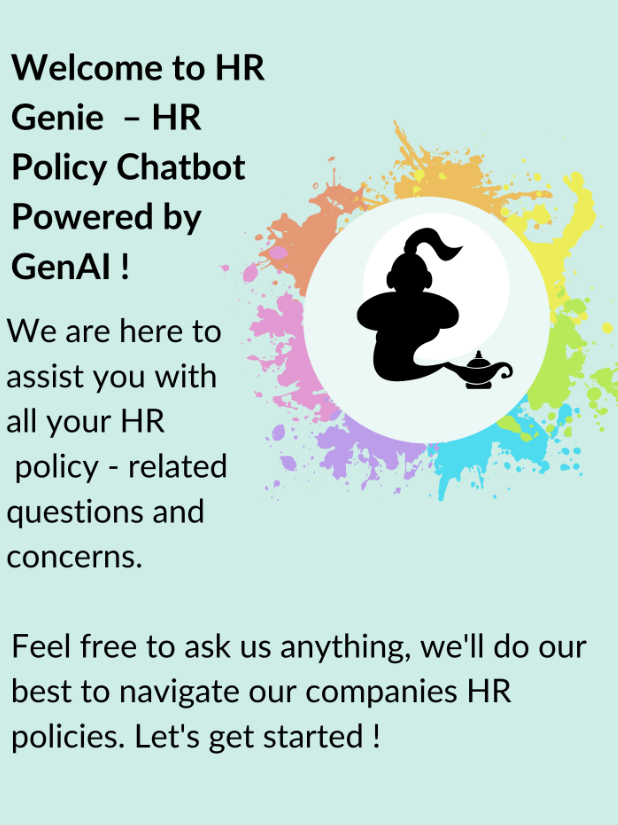 Welcome to HR
Genie – HR
Policy Chatbot
Powered by
GenAI !
We are here to
assist you with
all your HR
policy - related
questions and
concerns.
Feel free to ask us anything, we'll do our
best to navigate our companies HR
policies. Let's get started !